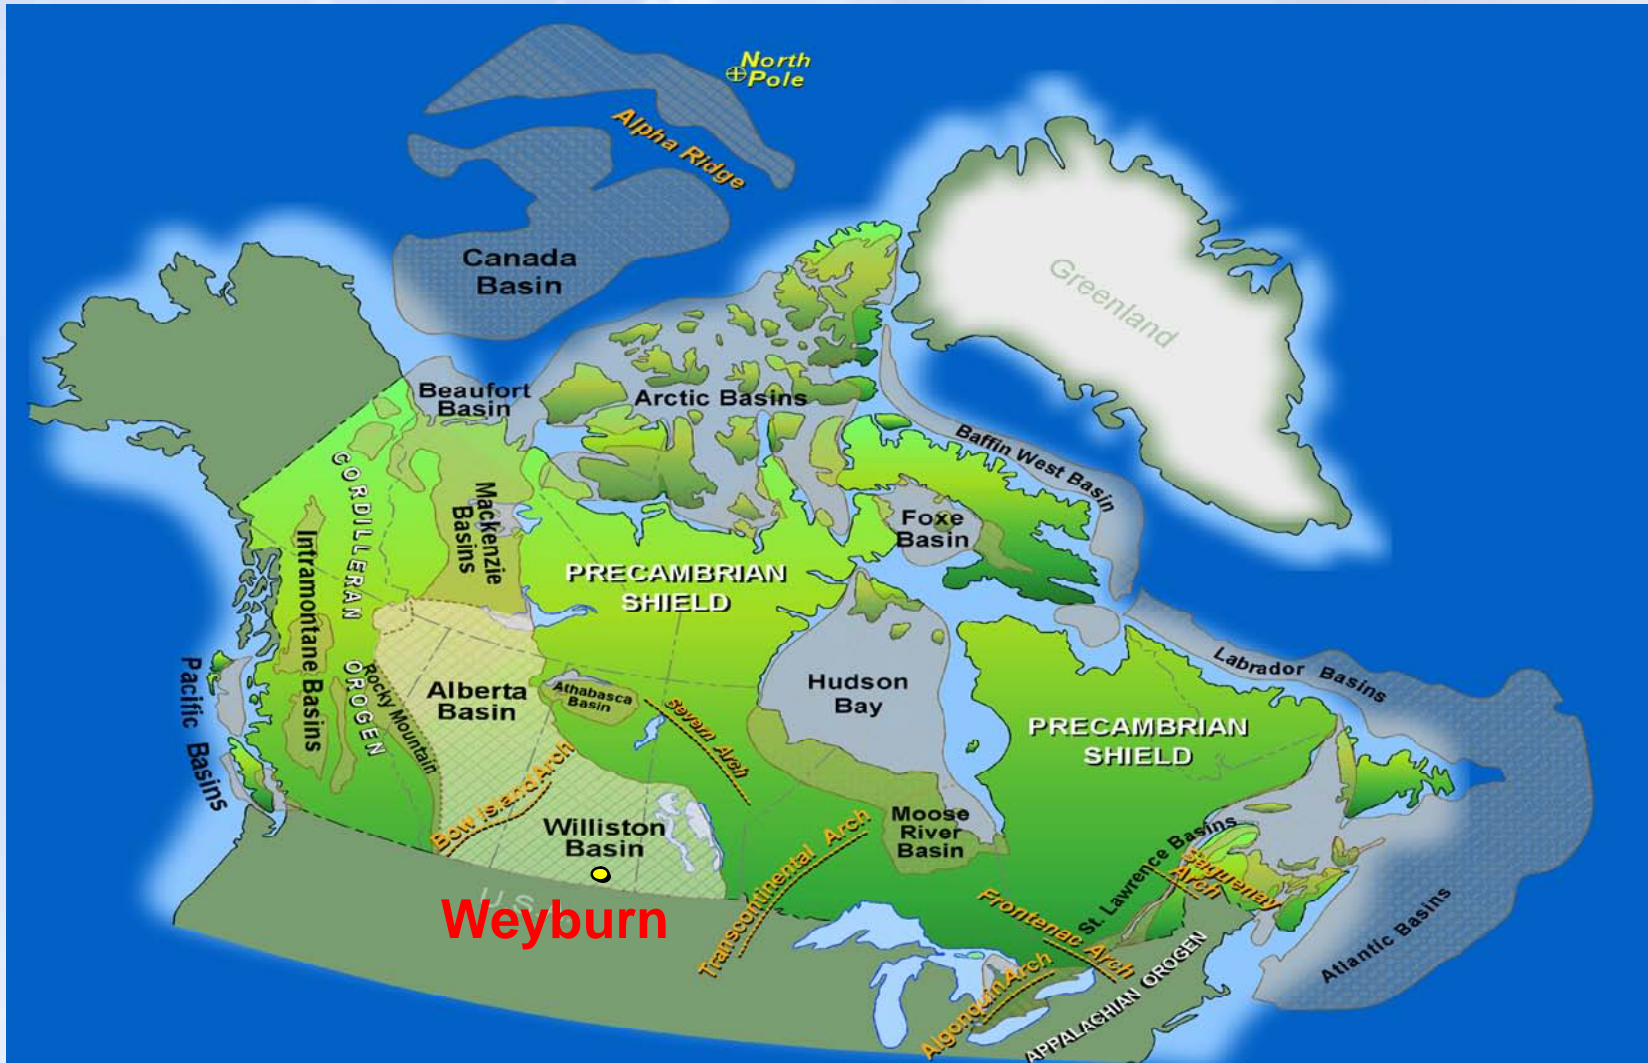 North
Pole
Alpha Ridge
Canada
Basin
Greenland
Beaufort
Basin
Arctic Basins
Baffin West Basin
CORDILLERAN OROGEN
Mackenzie
Basins
Foxe
Basin
Intramontane Basins
PRECAMBRIAN
SHIELD
Labrador Basins
Pacific Basins
Rocky Mountain
Alberta
Basin
Athabasca
Basin
Severn Arch
Hudson
Bay
PRECAMBRIAN
SHIELD
Bow Island Arch
Williston
Basin
Moose
River
Basin
Transcontinental Arch
St. Lawrence Basins
Saguenay
Arch
Frontenac Arch
Atlantic Basins
U.S.
Weyburn
Algonquin Arch
APPALACHIAN OROGEN